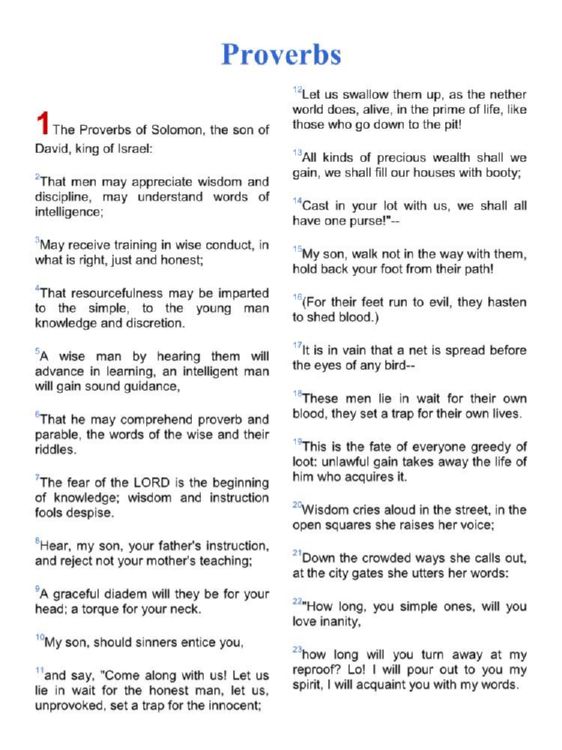 Proverbs
1 The Proverbs of Solomon, the son of
David, king of Israel:
2 That men may appreciate wisdom and
discipline, may understand words of
intelligence;
3 May receive training in wise conduct, in
what is right, just and honest;
4 That resourcefulness may be imparted
to the simple, to the young man
knowledge and discretion.
5 A wise man by hearing them will
advance in learning, an intelligent man
will gain sound guidance,
6 That he may comprehend proverb and
parable, the words of the wise and their
riddles.
7 The fear of the LORD is the beginning
of knowledge; wisdom and instruction
fools despise.
8 Hear, my son, your father's instruction,
and reject not your mother's teaching;
9 A graceful diadem will they be for your
head; a torque for your neck.
10 My son, should sinners entice you,
11 and say, "Come along with us! Let us
lie in wait for the honest man, let us,
unprovoked, set a trap for the innocent;
12 Let us swallow them up, as the nether
world does, alive, in the prime of life, like
those who go down to the pit!
13 All kinds of precious wealth shall we
gain, we shall fill our houses with booty;
14 Cast in your lot with us, we shall all
have one purse!"--
15 My son, walk not in the way with them,
hold back your foot from their path!
16 (For their feet run to evil, they hasten
to shed blood.)
17 It is in vain that a net is spread before
the eyes of any bird--
18 These men lie in wait for their own
blood, they set a trap for their own lives.
19 This is the fate of everyone greedy of
loot: unlawful gain takes away the life of
him who acquires it.
20 Wisdom cries aloud in the street, in the
open squares she raises her voice;
21 Down the crowded ways she calls out,
at the city gates she utters her words:
22 "How long, you simple ones, will you
love inanity,
23 how long will you turn away at my
reproof? Lo! I will pour out to you my
spirit, I will acquaint you with my words.